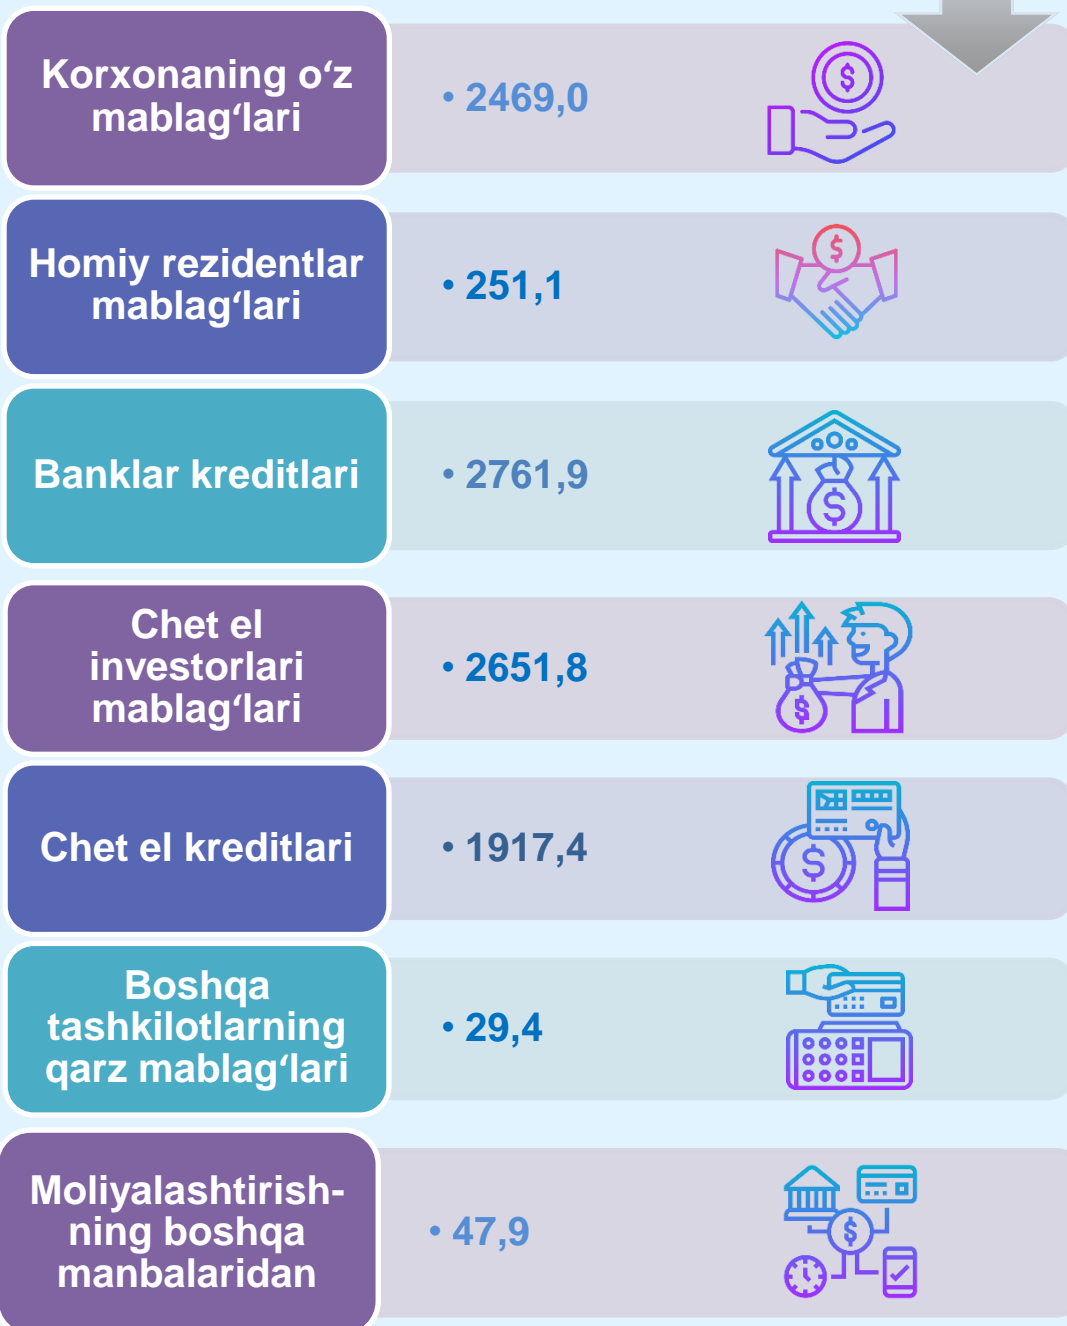 Korxonaning o‘z
mablag‘lari
• 2469,0
Homiy rezidentlar
mablag‘lari
• 251,1
Banklar kreditlari
• 2761,9
Chet el
investorlari
mablag‘lari
• 2651,8
Chet el kreditlari
• 1917,4
Boshqa
tashkilotlarning
qarz mablag‘lari
• 29,4
Moliyalashtirish-
ning boshqa
manbalaridan
• 47,9